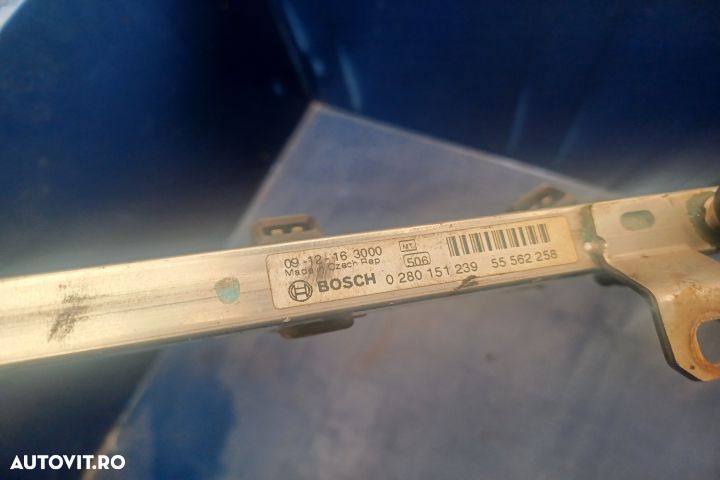 09-12-16 3000
Made in Czech Rep.
506
BOSCH 0 280 151 239 55 562 258
AUTOVIT.RO